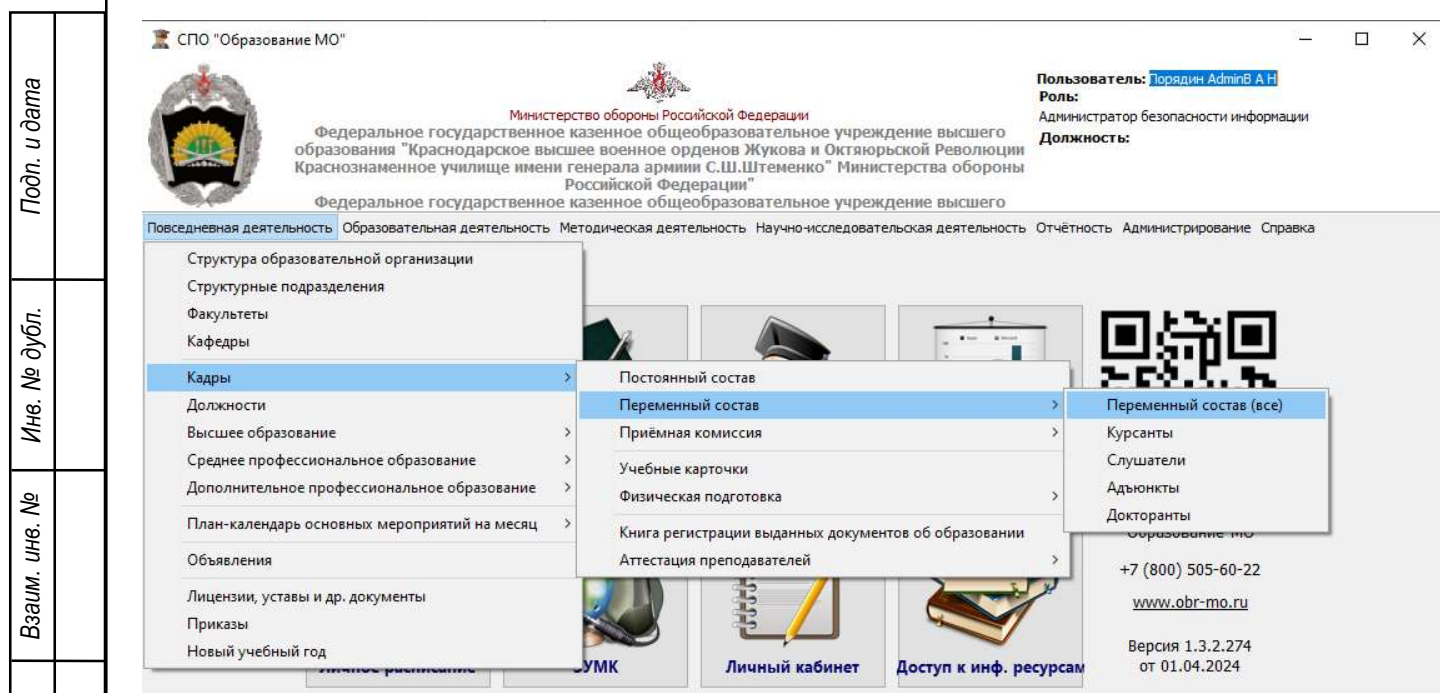 Подп. и дата
Инв. № дубл.
Взаим. инв. №
СПО "Образование МО"
Министерство обороны Российской Федерации
Федеральное государственное казенное общеобразовательное учреждение высшего
образования "Краснодарское высшее военное орденов Жукова и Октяюрьской Революции
Краснознаменное училище имени генерала армиии С.Ш.Штеменко" Министерства обороны
Российской Федерации"
Федеральное государственное казенное общеобразовательное учреждение высшего
Пользователь: Порядин AdminB А Н
Роль:
Администратор безопасности информации
Должность:
Повседневная деятельность Образовательная деятельность Методическая деятельность Научно-исследовательская деятельность Отчётность Администрирование Справка
Структура образовательной организации
Структурные подразделения
Факультеты
Кафедры
Кадры
Должности
Высшее образование
Среднее профессиональное образование
Дополнительное профессиональное образование
План-календарь основных мероприятий на месяц
Объявления
Лицензии, уставы и др. документы
Приказы
Новый учебный год
Постоянный состав
Переменный состав
Приёмная комиссия
Учебные карточки
Физическая подготовка
Книга регистрации выданных документов об образовании
Аттестация преподавателей
Переменный состав (все)
Курсанты
Слушатели
Адъюнкты
Докторанты
Образование МО
+7 (800) 505-60-22
www.obr-mo.ru
Версия 1.3.2.274
от 01.04.2024
Личное расписание
ЭУМК
Личный кабинет
Доступ к инф. ресурсам